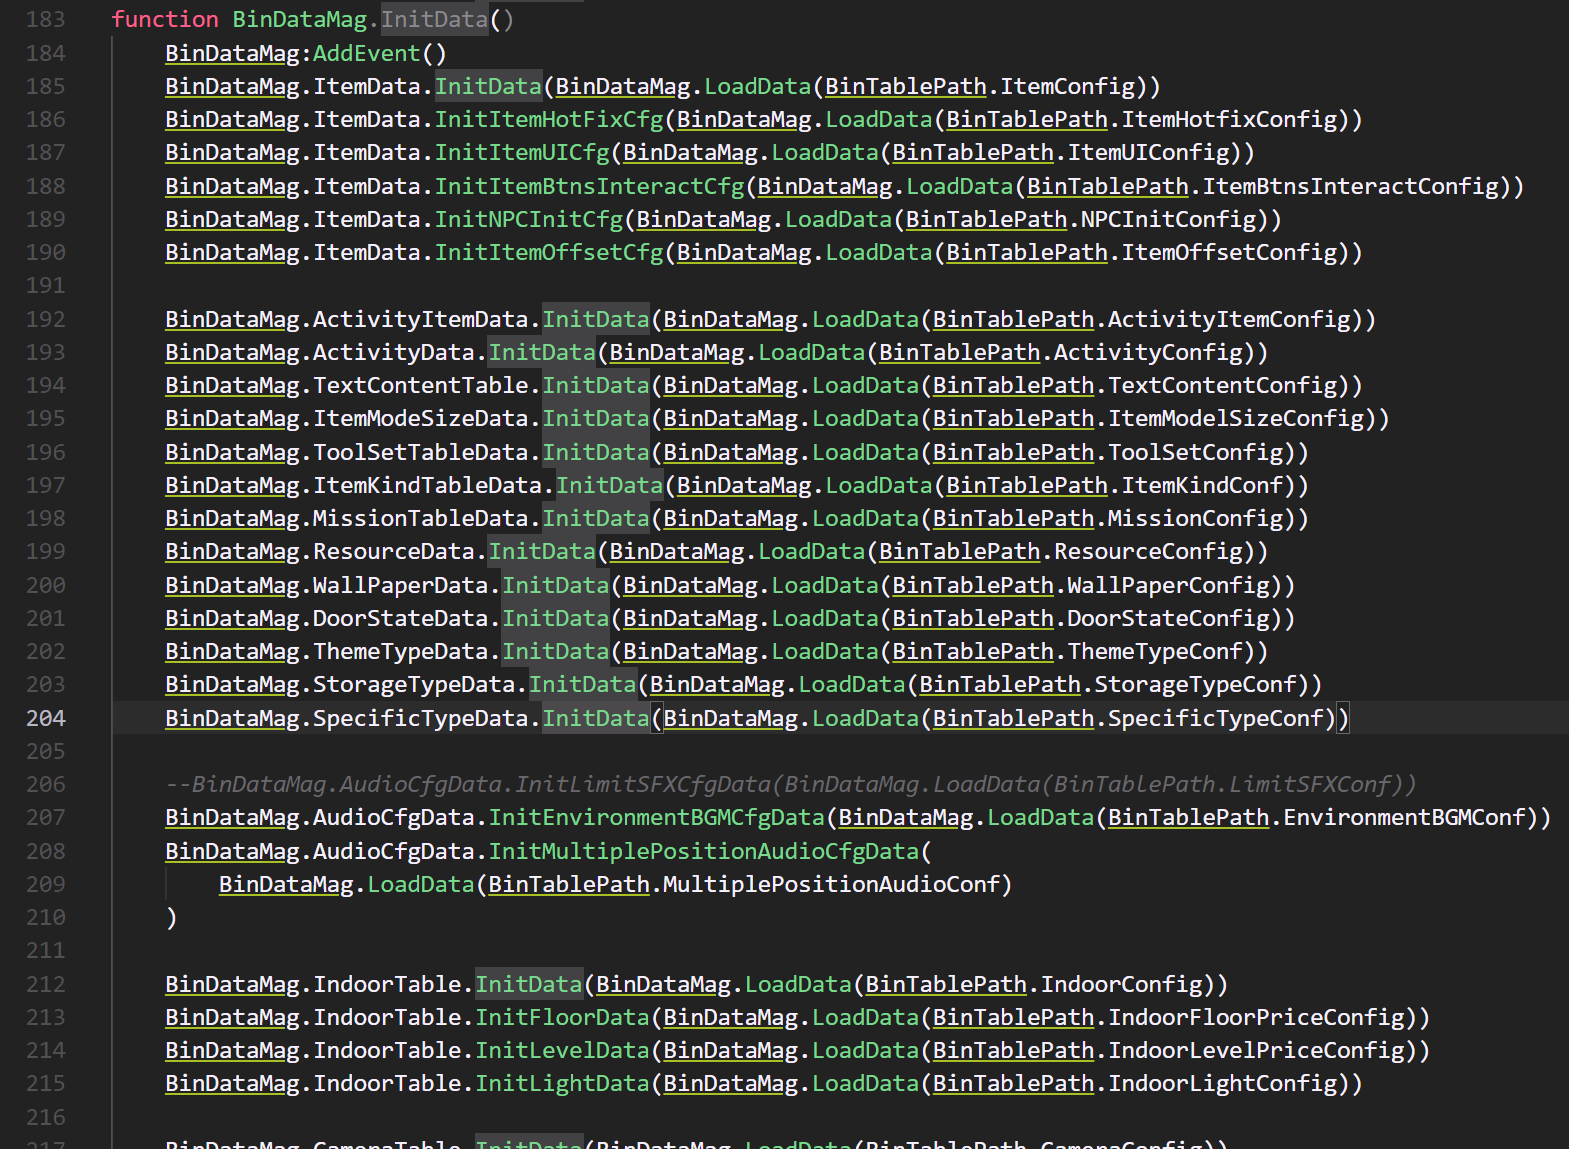 183 function BinDataMag.InitData()
184 BinDataMag:AddEvent()
185 BinDataMag.ItemData.InitData(BinDataMag.LoadData(BinTablePath.ItemConfig))
186 BinDataMag.ItemData.InitItemHotFixCfg(BinDataMag.LoadData(BinTablePath.ItemHotfixConfig))
187 BinDataMag.ItemData.InitItemUICfg(BinDataMag.LoadData(BinTablePath.ItemUIConfig))
188 BinDataMag.ItemData.InitItemBtnsInteractCfg(BinDataMag.LoadData(BinTablePath.ItemBtnsInteractConfig))
189 BinDataMag.ItemData.InitNPCInitCfg(BinDataMag.LoadData(BinTablePath.NPCInitConfig))
190 BinDataMag.ItemData.InitItemOffsetCfg(BinDataMag.LoadData(BinTablePath.ItemOffsetConfig))
191
192 BinDataMag.ActivityItemData.InitData(BinDataMag.LoadData(BinTablePath.ActivityItemConfig))
193 BinDataMag.ActivityData.InitData(BinDataMag.LoadData(BinTablePath.ActivityConfig))
194 BinDataMag.TextContentTable.InitData(BinDataMag.LoadData(BinTablePath.TextContentConfig))
195 BinDataMag.ItemModeSizeData.InitData(BinDataMag.LoadData(BinTablePath.ItemModelSizeConfig))
196 BinDataMag.ToolSetTableData.InitData(BinDataMag.LoadData(BinTablePath.ToolSetConfig))
197 BinDataMag.ItemKindTableData.InitData(BinDataMag.LoadData(BinTablePath.ItemKindConf))
198 BinDataMag.MissionTableData.InitData(BinDataMag.LoadData(BinTablePath.MissionConfig))
199 BinDataMag.ResourceData.InitData(BinDataMag.LoadData(BinTablePath.ResourceConfig))
200 BinDataMag.WallPaperData.InitData(BinDataMag.LoadData(BinTablePath.WallPaperConfig))
201 BinDataMag.DoorStateData.InitData(BinDataMag.LoadData(BinTablePath.DoorStateConfig))
202 BinDataMag.ThemeTypeData.InitData(BinDataMag.LoadData(BinTablePath.ThemeTypeConf))
203 BinDataMag.StorageTypeData.InitData(BinDataMag.LoadData(BinTablePath.StorageTypeConf))
204 BinDataMag.SpecificTypeData.InitData(BinDataMag.LoadData(BinTablePath.SpecificTypeConf))
205
206 --BinDataMag.AudioCfgData.InitLimitSFXCfgData(BinDataMag.LoadData(BinTablePath.LimitSFXConf))
207 BinDataMag.AudioCfgData.InitEnvironmentBGMCfgData(BinDataMag.LoadData(BinTablePath.EnvironmentBGMConf))
208 BinDataMag.AudioCfgData.InitMultiplePositionAudioCfgData(
209 BinDataMag.LoadData(BinTablePath.MultiplePositionAudioConf)
210 )
211
212 BinDataMag.IndoorTable.InitData(BinDataMag.LoadData(BinTablePath.IndoorConfig))
213 BinDataMag.IndoorTable.InitFloorData(BinDataMag.LoadData(BinTablePath.IndoorFloorPriceConfig))
214 BinDataMag.IndoorTable.InitLevelData(BinDataMag.LoadData(BinTablePath.IndoorLevelPriceConfig))
215 BinDataMag.IndoorTable.InitLightData(BinDataMag.LoadData(BinTablePath.IndoorLightConfig))
216
217 BinDataMag.CameraTable.InitData(BinDataMag.LoadData(BinTablePath.CameraConfig))